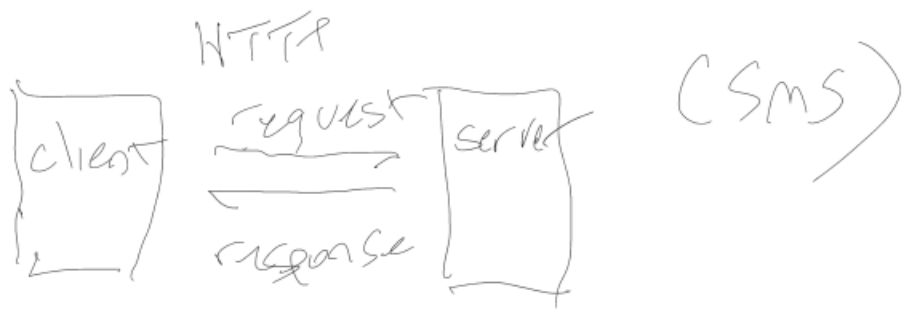 HTTP
(SMS)
request
client
server
response